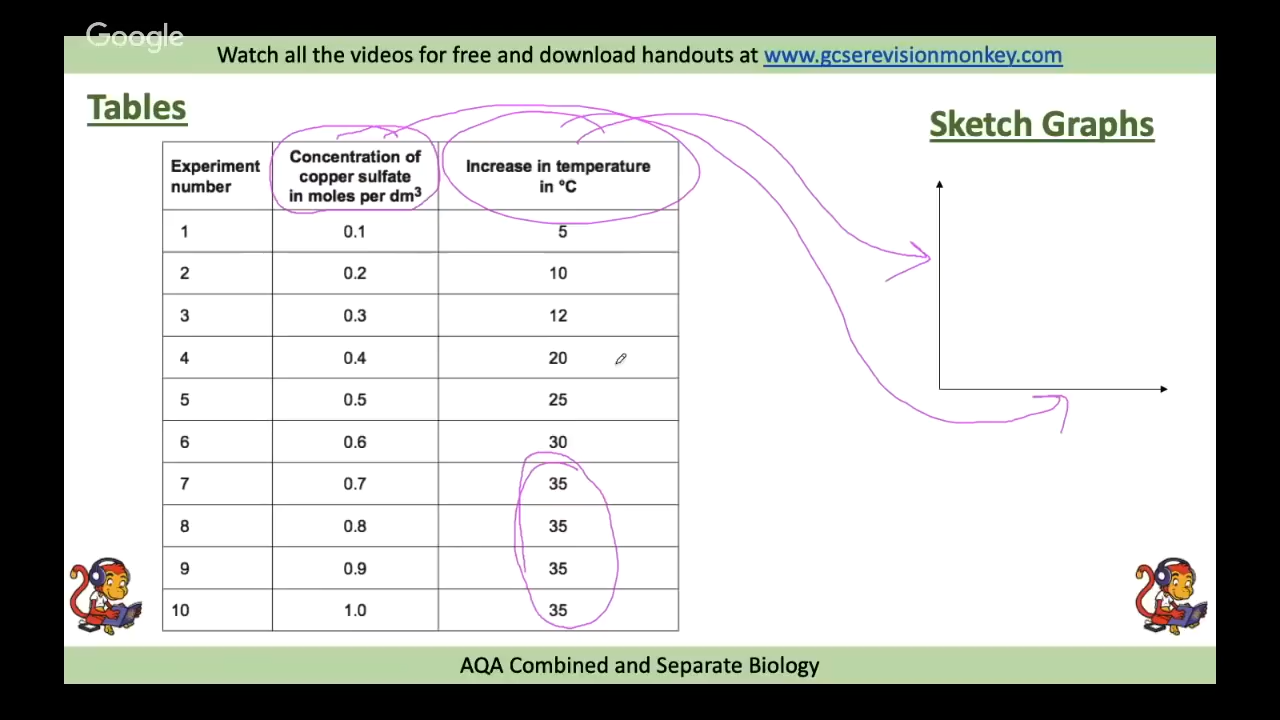 Google
Watch all the videos for free and download handouts at www.gcserevisionmonkey.com
Tables
Sketch Graphs
Experiment number
Concentration of copper sulfate in moles per dm³
Increase in temperature in °C
1 0.1 5
2 0.2 10
3 0.3 12
4 0.4 20
5 0.5 25
6 0.6 30
7 0.7 35
8 0.8 35
9 0.9 35
10 1.0 35
AQA Combined and Separate Biology